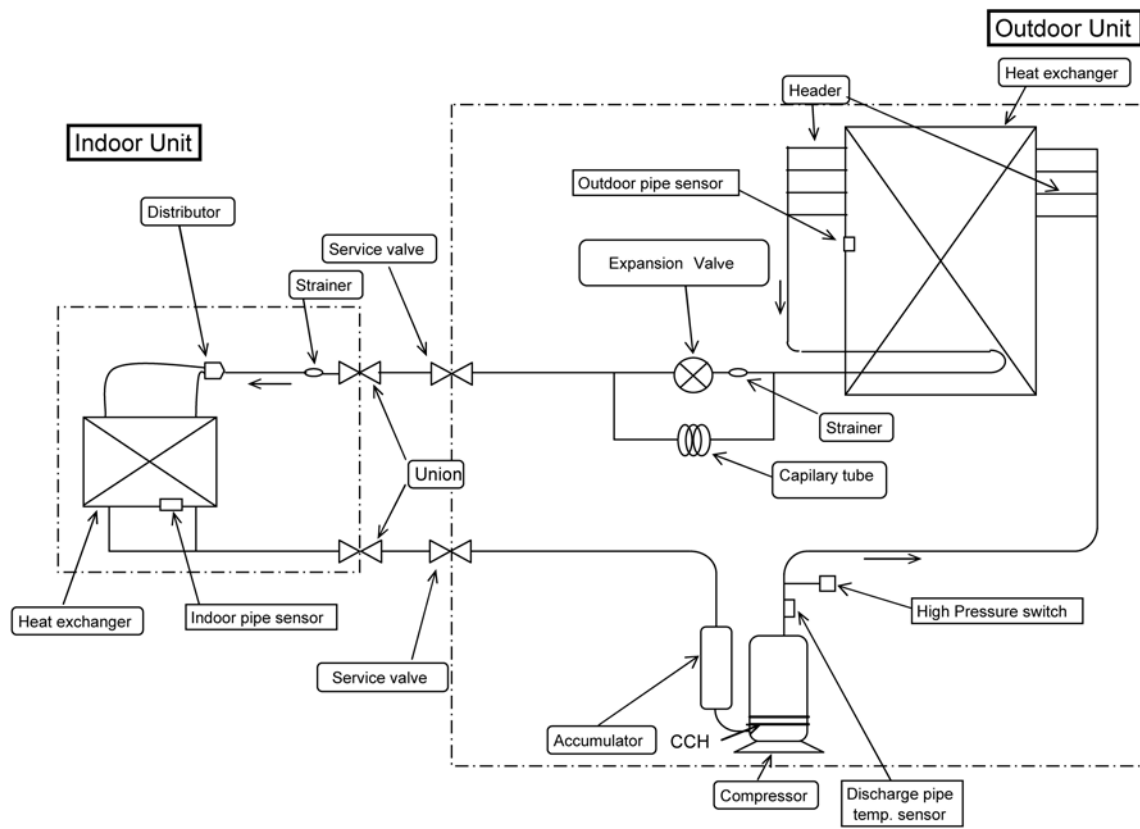 Outdoor Unit
Heat exchanger
Header
Indoor Unit
Outdoor pipe sensor
Distributor
Service valve
Expansion Valve
Strainer
Strainer
Union
Capilary tube
Heat exchanger
Indoor pipe sensor
High Pressure switch
Service valve
Accumulator
CCH
Compressor
Discharge pipe
temp. sensor